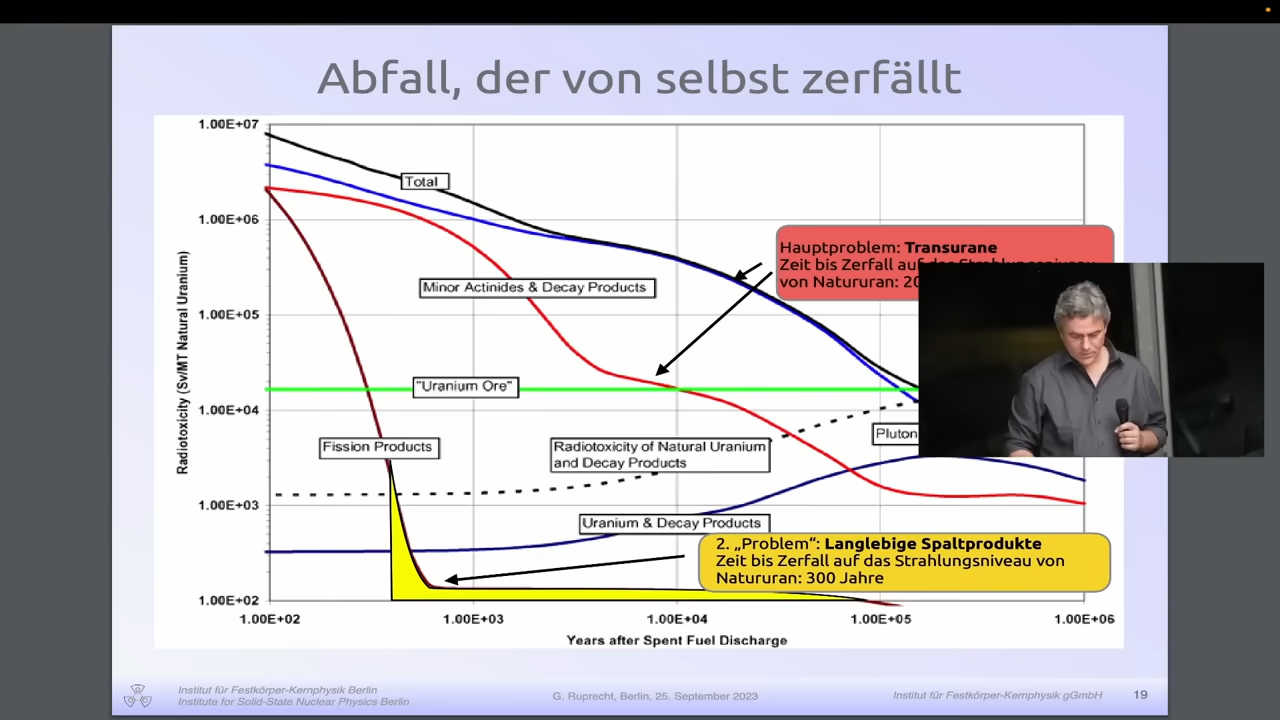 Abfall, der von selbst zerfällt
1.00E+07
1.00E+06
1.00E+05
1.00E+04
1.00E+03
1.00E+02
Radiotoxicity (Sv/MT Natural Uranium)
Total
Hauptproblem: Transurane
Zeit bis Zerfall auf das Strahlungsniveau
von Natururan: 20
Minor Actinides & Decay Products
"Uranium Ore"
Fission Products
Radiotoxicity of Natural Uranium
and Decay Products
Pluton
Uranium & Decay Products
2. „Problem“: Langlebige Spaltprodukte
Zeit bis Zerfall auf das Strahlungsniveau von
Natururan: 300 Jahre
1.00E+02 1.00E+03 1.00E+04 1.00E+05 1.00E+06
Years after Spent Fuel Discharge
Institut für Festkörper-Kernphysik Berlin
Institute for Solid-State Nuclear Physics Berlin
G. Ruprecht, Berlin, 25. September 2023
Institut für Festkörper-Kernphysik gGmbH
19